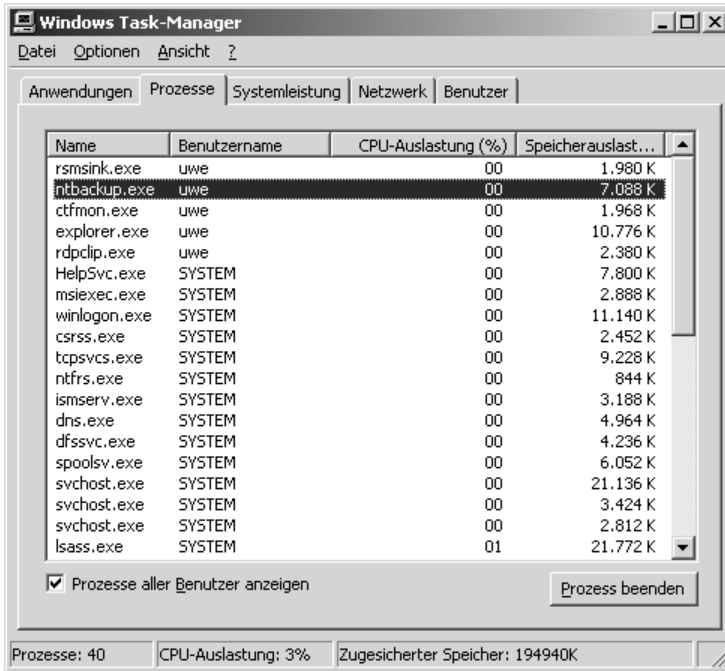 Windows Task-Manager
Datei Optionen Ansicht ?
Anwendungen Prozesse Systemleistung Netzwerk Benutzer
Name Benutzername CPU-Auslastung (%) Speicherauslast...
rsmsink.exe uwe 00 1.980 K
ntbackup.exe uwe 00 7.088 K
ctfmon.exe uwe 00 1.968 K
explorer.exe uwe 00 10.776 K
rdpclip.exe uwe 00 2.380 K
HelpSvc.exe SYSTEM 00 7.800 K
msiexec.exe SYSTEM 00 2.888 K
winlogon.exe SYSTEM 00 11.140 K
csrss.exe SYSTEM 00 2.452 K
tcpsvcs.exe SYSTEM 00 9.228 K
ntfrs.exe SYSTEM 00 844 K
ismserv.exe SYSTEM 00 3.188 K
dns.exe SYSTEM 00 4.964 K
dfssvc.exe SYSTEM 00 4.236 K
spoolsv.exe SYSTEM 00 6.052 K
svchost.exe SYSTEM 00 21.136 K
svchost.exe SYSTEM 00 3.424 K
svchost.exe SYSTEM 00 2.812 K
lsass.exe SYSTEM 01 21.772 K
Prozesse aller Benutzer anzeigen
Prozess beenden
Prozesse: 40 CPU-Auslastung: 3% Zugesicherter Speicher: 194940K